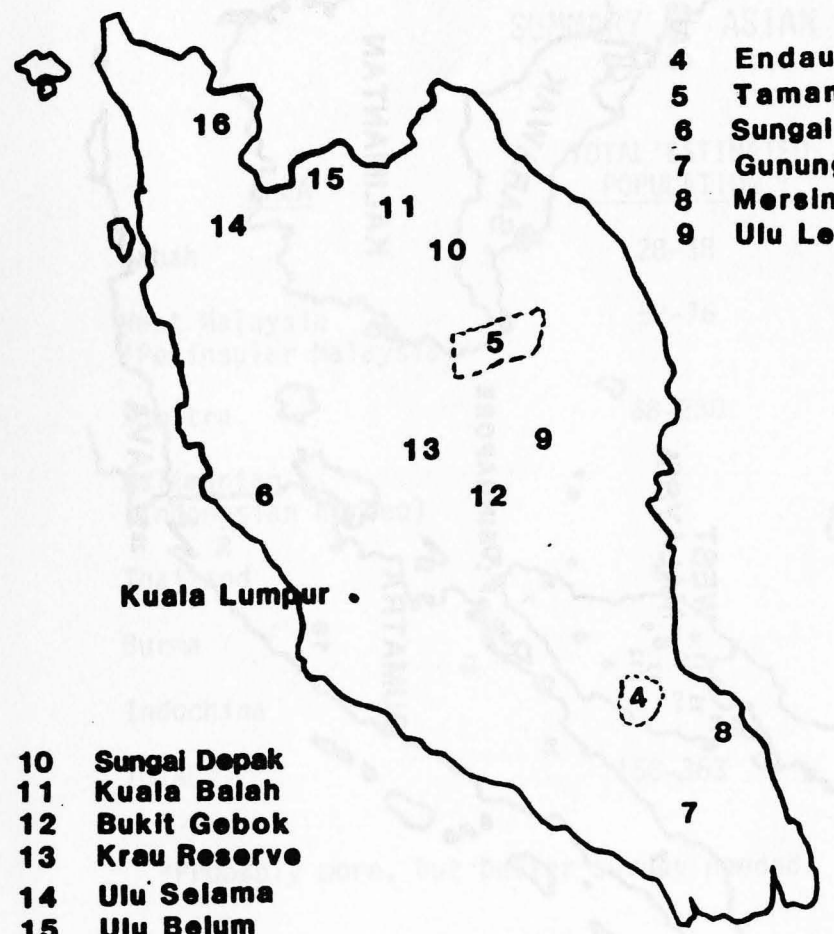 16
15
14
11
10
5
13
9
6
12
Kuala Lumpur
4
8
7
4 Endau
5 Taman
6 Sungai
7 Gunung
8 Mersin
9 Ulu Le
10 Sungai Depak
11 Kuala Balah
12 Bukit Gebok
13 Krau Reserve
14 Ulu Selama
15 Ulu Belum